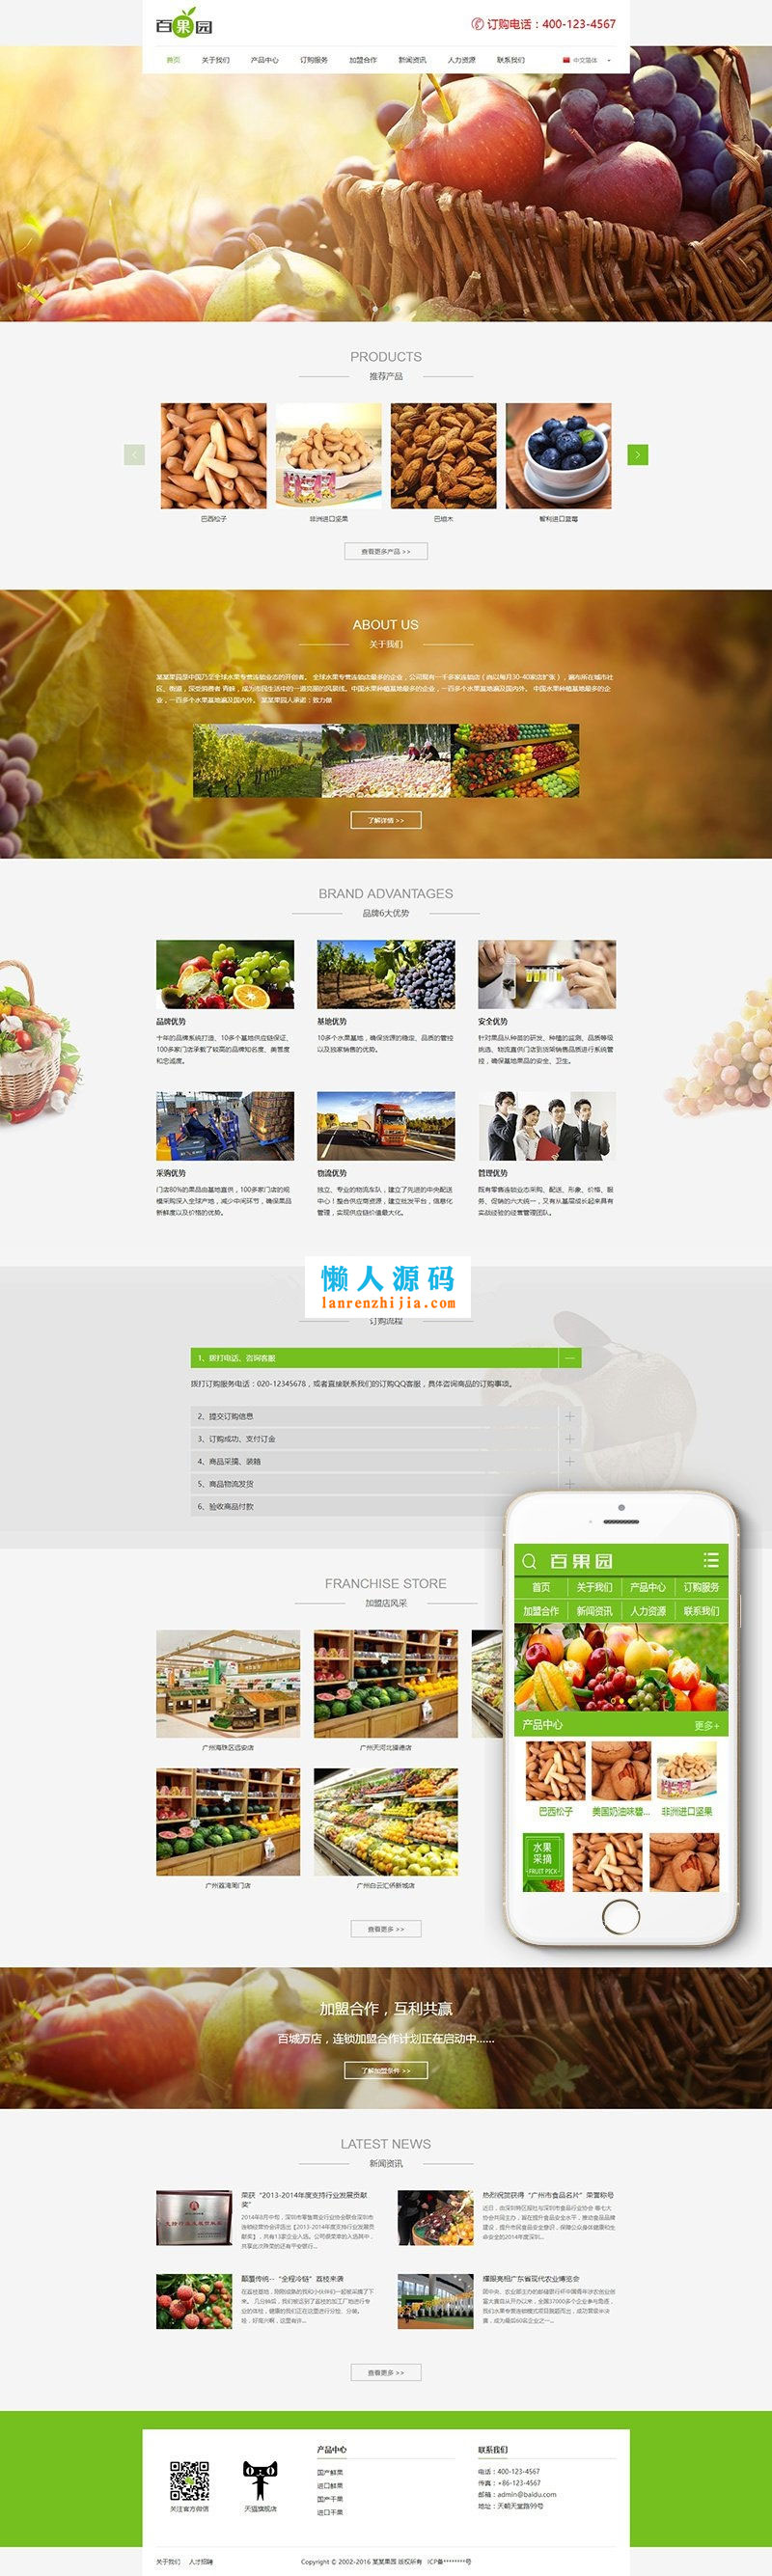 百果园
订购电话：400-123-4567
首页 关于我们 产品中心 订购服务 加盟合作 新闻资讯 人力资源 联系我们 中文简体
PRODUCTS
推荐产品
巴西松子 非洲进口坚果 巴旦木 智利进口蓝莓
查看更多产品 >>
ABOUT US
关于我们
某某果园是中国乃至全球水果专营连锁业态的开创者。 全球水果专营连锁店最多的企业，公司现有一千多家连锁店（尚以每月30-40家店扩张），遍布所在城市社
区、街道，深受消费者 青睐，成为市民生活中的一道亮丽的风景线。中国水果种植基地最多的企业，一百多个水果基地遍及国内外。 中国水果种植基地最多的企
业，一百多个水果基地遍及国内外。 某某果园人承诺：致力做
了解详情 >>
BRAND ADVANTAGES
品牌6大优势
品牌优势
十年的品牌系统打造、10多个基地供应链保证、
100多家门店承载了较高的品牌知名度、美誉度
和忠诚度。
基地优势
10多个水果基地，确保货源的稳定、品质的管控
以及独家销售的优势。
安全优势
针对果品从种苗的研发、种植的监测、品质等级
挑选、物流直供门店到货架销售品质进行系统管
控，确保基地果品的安全、卫生。
采购优势
门店80%的果品由基地直供，100多家门店的规
模采购深入全球产地，减少中间环节，确保果品
新鲜度以及价格的优势。
物流优势
独立、专业的物流车队，建立了先进的中央配送
中心！整合供应商资源，建立批发平台，信息化
管理，实现供应链价值最大化。
管理优势
既有零售连锁业态采购、配送、形象、价格、服
务、促销的六大统一，又有从基层成长起来具有
实战经验的经营管理团队。
懒人源码
lanrenzhijia.com
订购流程
1、拨打电话、咨询客服
拨打订购服务电话：020-12345678，或者直接联系我们的订购QQ客服，具体咨询商品的订购事项。
2、提交订购信息
3、订购成功、支付订金
4、商品采摘、装箱
5、商品物流发货
6、验收商品付款
FRANCHISE STORE
加盟店风采
广州海珠区远安店 广州天河北骏德店
广州荔湾周门店 广州白云汇侨新城店
查看更多 >>
百果园
首页 关于我们 产品中心 订购服务
加盟合作 新闻资讯 人力资源 联系我们
产品中心 更多+
巴西松子 美国奶油味碧... 非洲进口坚果
水果
采摘
FRUIT PICK
加盟合作，互利共赢
百城万店，连锁加盟合作计划正在启动中......
了解加盟条件 >>
LATEST NEWS
新闻资讯
荣获“2013-2014年度支持行业发展贡献
奖”
热烈祝贺获得“广州市食品名片”荣誉称号
颠覆传统--“全程冷链”荔枝来袭
耀眼亮相广东省现代农业博览会
查看更多 >>
关注官方微信 天猫旗舰店
产品中心
国产鲜果
进口鲜果
国产干果
进口干果
联系我们
电话：400-123-4567
传真：+86-123-4567
邮箱：admin@baidu.com
地址：天朝天堂路99号
关于我们 人才招聘 Copyright © 2002-2016 某某果园 版权所有 ICP备********号